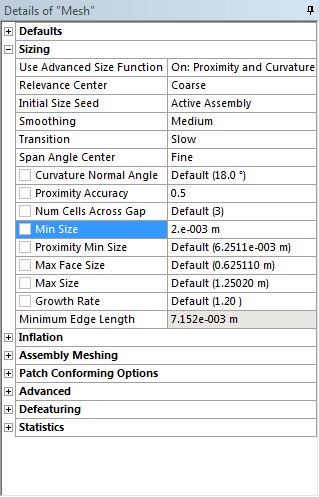 Details of "Mesh"
Defaults
Sizing
Use Advanced Size Function On: Proximity and Curvature
Relevance Center Coarse
Initial Size Seed Active Assembly
Smoothing Medium
Transition Slow
Span Angle Center Fine
Curvature Normal Angle Default (18.0 °)
Proximity Accuracy 0.5
Num Cells Across Gap Default (3)
Min Size 2.e-003 m
Proximity Min Size Default (6.2511e-003 m)
Max Face Size Default (0.625110 m)
Max Size Default (1.25020 m)
Growth Rate Default (1.20 )
Minimum Edge Length 7.152e-003 m
Inflation
Assembly Meshing
Patch Conforming Options
Advanced
Defeaturing
Statistics